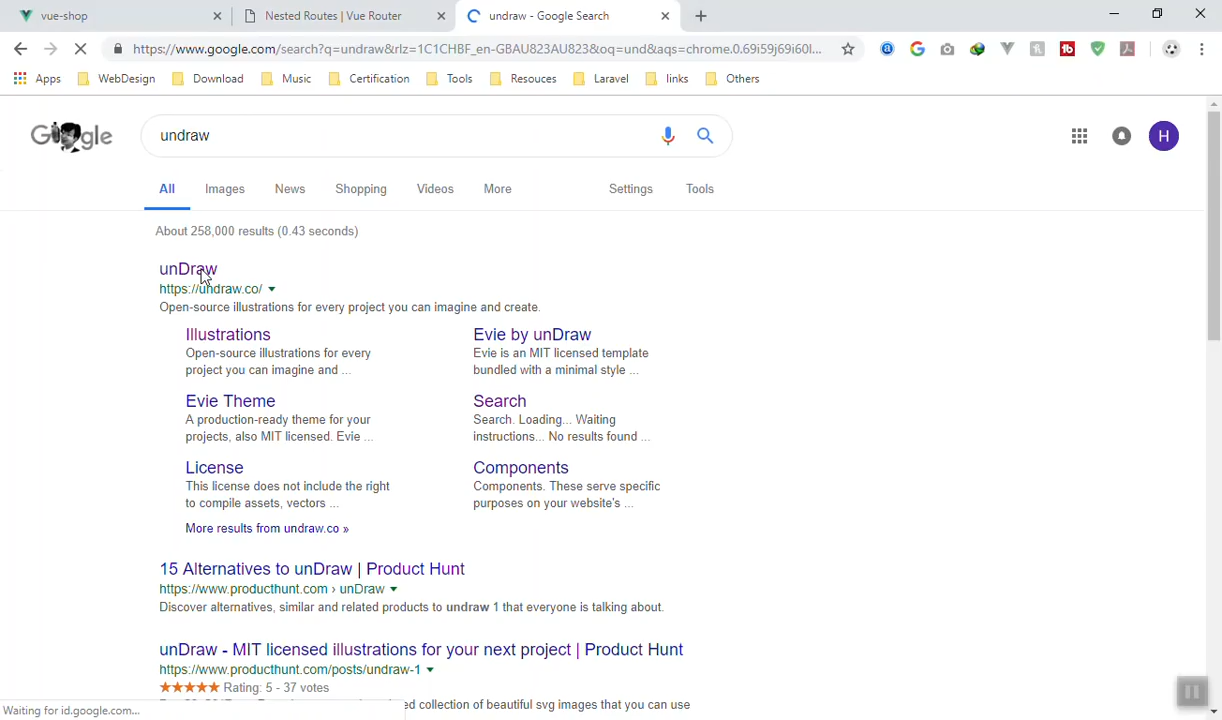 vue-shop
Nested Routes | Vue Router
undraw - Google Search
https://www.google.com/search?q=undraw&rlz=1C1CHBF_en-GBAU823AU823&oq=und&aqs=chrome.0.69i59j69i60l...
Apps
WebDesign
Download
Music
Certification
Tools
Resouces
Laravel
links
Others
undraw
H
All
Images
News
Shopping
Videos
More
Settings
Tools
About 258,000 results (0.43 seconds)
unDraw
https://undraw.co/
Open-source illustrations for every project you can imagine and create.
Illustrations
Open-source illustrations for every
project you can imagine and ...
Evie by unDraw
Evie is an MIT licensed template
bundled with a minimal style ...
Evie Theme
A production-ready theme for your
projects, also MIT licensed. Evie ...
Search
Search. Loading... Waiting
instructions... No results found ...
License
This license does not include the right
to compile assets, vectors ...
Components
Components. These serve specific
purposes on your website's ...
More results from undraw.co »
15 Alternatives to unDraw | Product Hunt
https://www.producthunt.com › unDraw
Discover alternatives, similar and related products to undraw 1 that everyone is talking about.
unDraw - MIT licensed illustrations for your next project | Product Hunt
https://www.producthunt.com/posts/undraw-1
Rating: 5 - 37 votes
collection of beautiful svg images that you can use
Waiting for id.google.com...